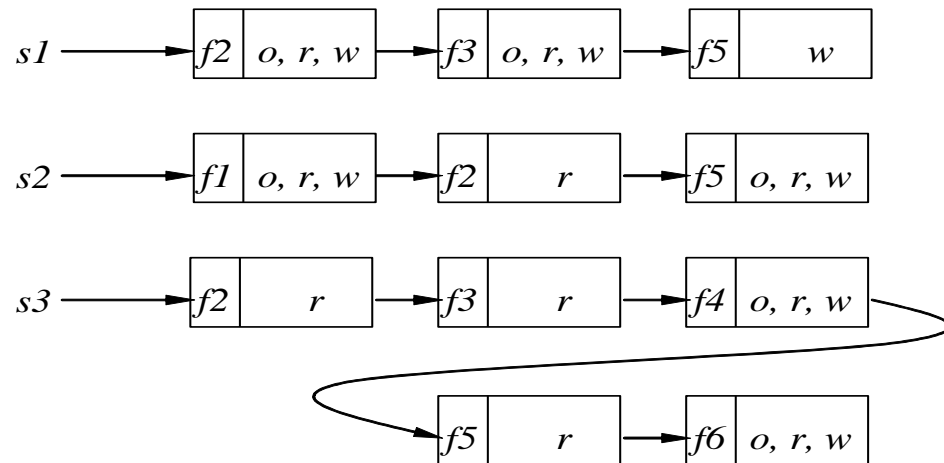 s1 f2 o, r, w f3 o, r, w f5 w
s2 f1 o, r, w f2 r f5 o, r, w
s3 f2 r f3 r f4 o, r, w
f5 r f6 o, r, w